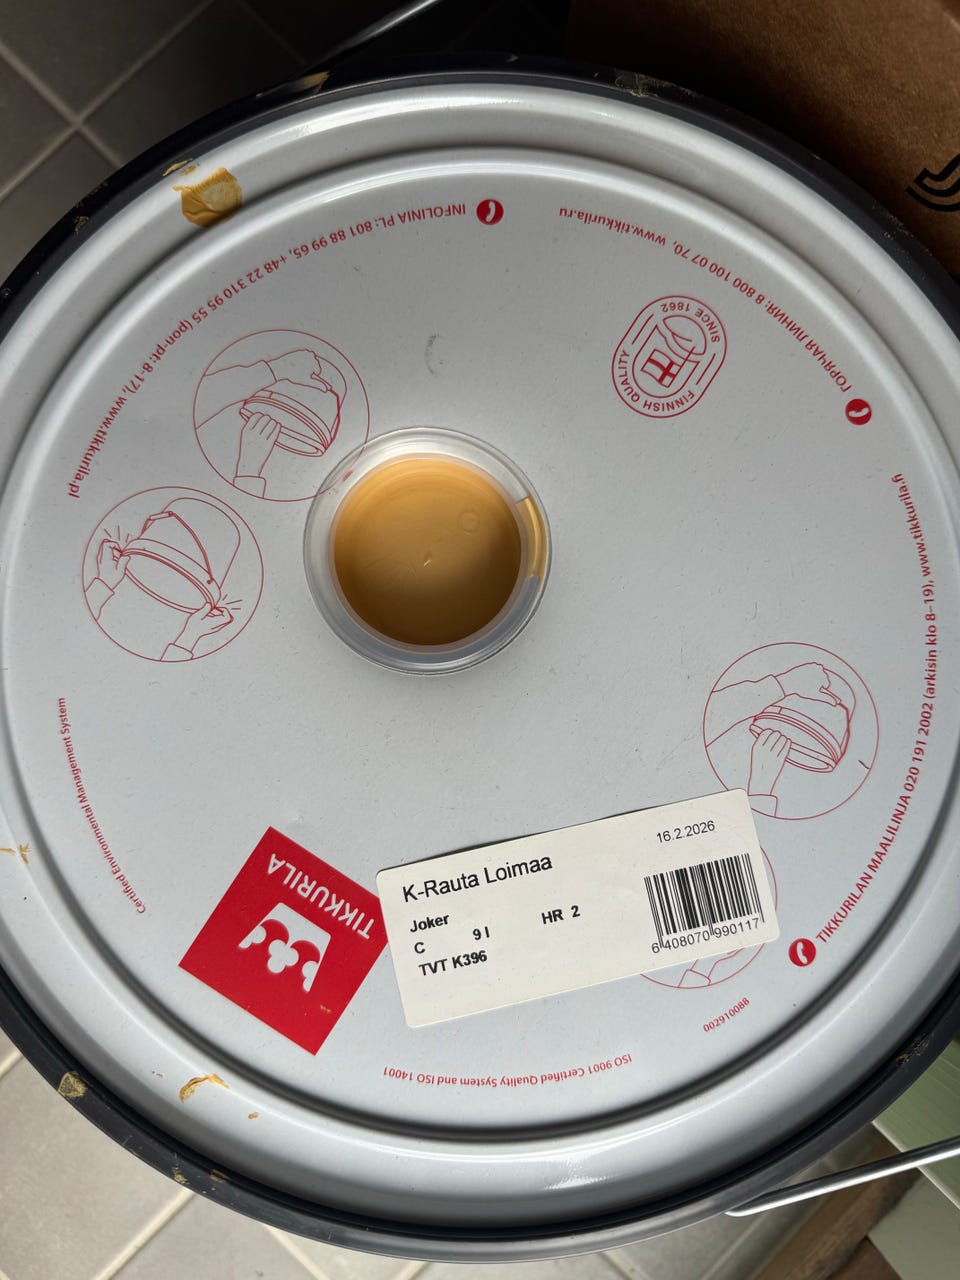 INFOLINIA PL: 801 88 99 65, +48 22 310 95 55 (pon-pt: 8-17), www.tikkurila.pl
ГОРЯЧАЯ ЛИНИЯ: 8 800 100 07 70, www.tikkurila.ru
SINCE 1862
FINNISH QUALITY
TIKKURILAN MAALILINJA 020 191 2002 (arkisin klo 8–19), www.tikkurila.fi
Certified Environmental Management System
TIKKURILA
K-Rauta Loimaa
16.2.2026
Joker
C 9 l HR 2
TVT K396
6 408070 990117
002910088
ISO 9001 Certified Quality System and ISO 14001